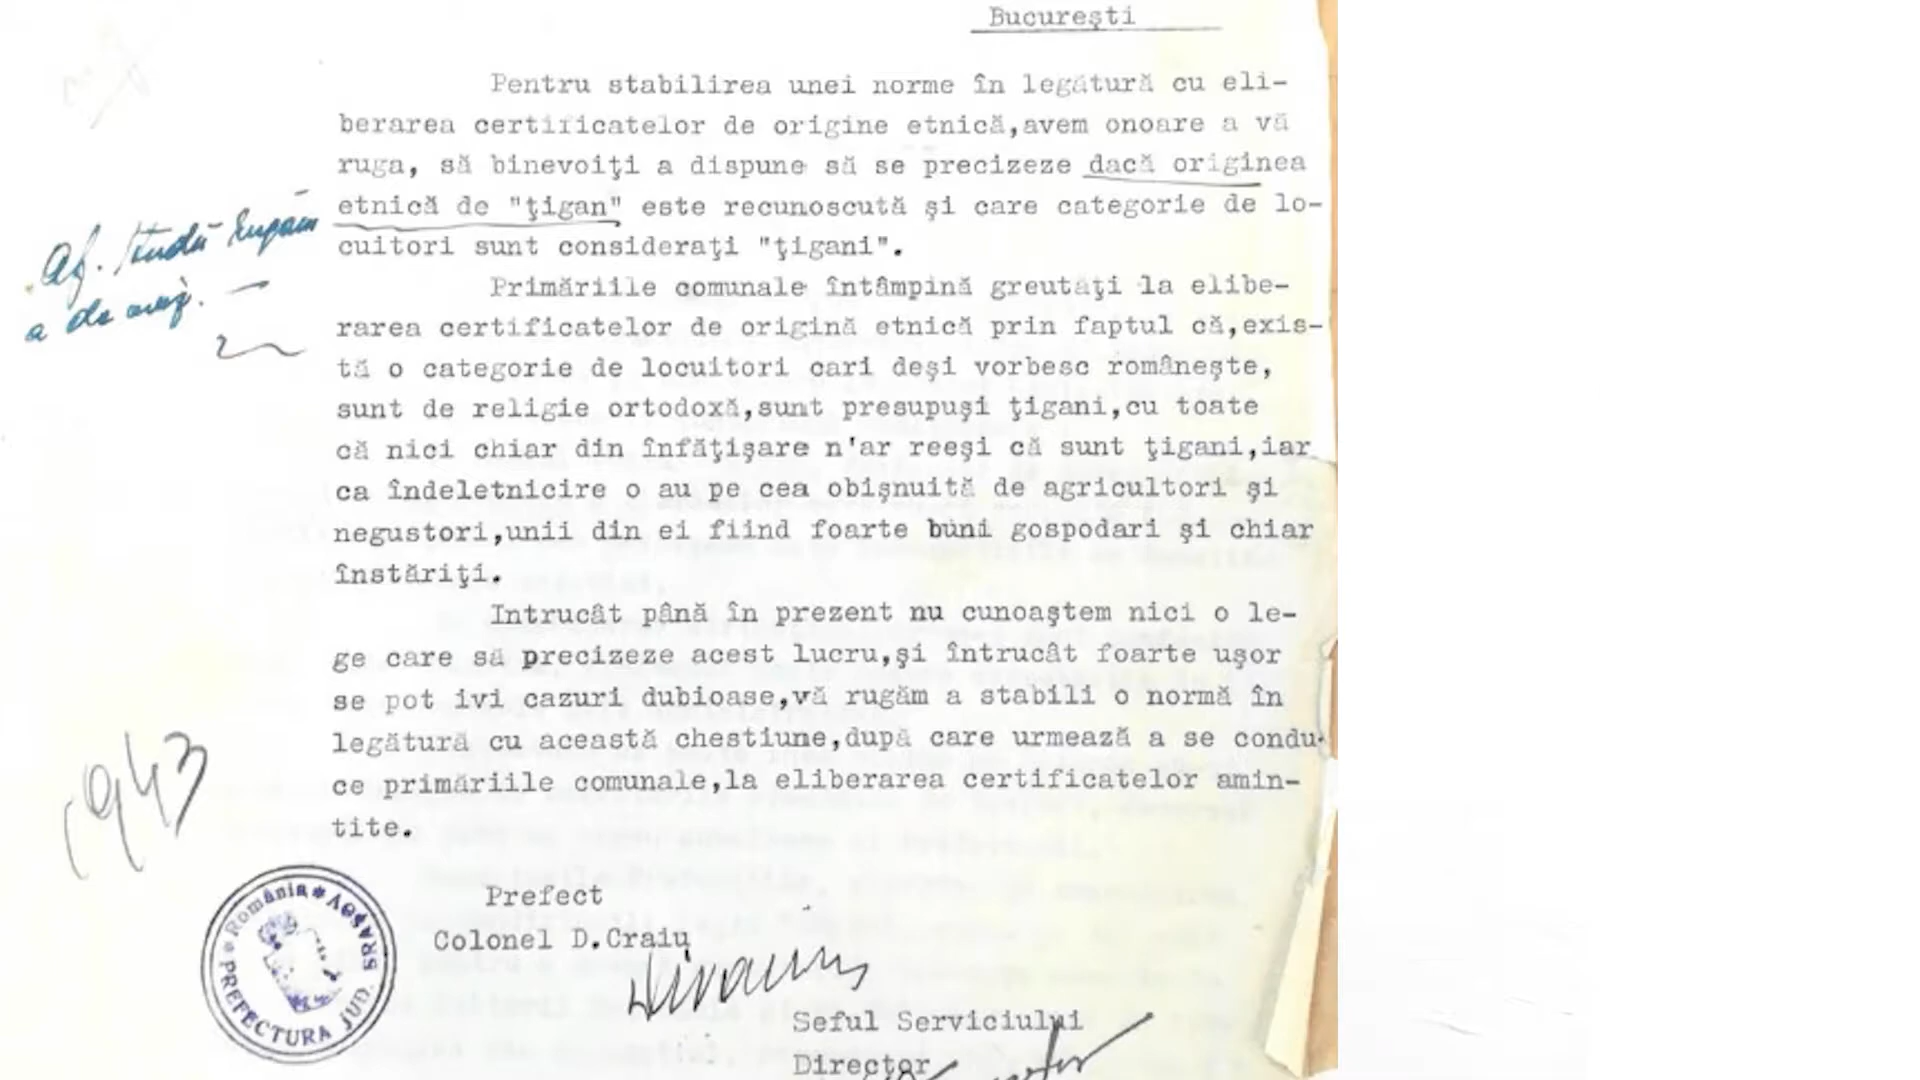 Bucureşti
Pentru stabilirea unei norme în legătură cu eli-
berarea certificatelor de origine etnică,avem onoare a vă
ruga, să binevoiţi a dispune să se precizeze dacă originea
etnică de "ţigan" este recunoscută şi care categorie de lo-
cuitori sunt consideraţi "ţigani".
Primăriile comunale întâmpină greutăţi la elibe-
rarea certificatelor de origină etnică prin faptul că,exis-
tă o categorie de locuitori cari deşi vorbesc româneşte,
sunt de religie ortodoxă,sunt presupuşi ţigani,cu toate
că nici chiar din înfăţişare n'ar reeşi că sunt ţigani,iar
ca îndeletnicire o au pe cea obişnuită de agricultori şi
negustori,unii din ei fiind foarte buni gospodari şi chiar
înstăriţi.
Intrucât până în prezent nu cunoaştem nici o le-
ge care să precizeze acest lucru,şi întrucât foarte uşor
se pot ivi cazuri dubioase,vă rugăm a stabili o normă în
legătură cu această chestiune,după care urmează a se condu-
ce primăriile comunale,la eliberarea certificatelor amin-
tite.
1943
România
PREFECTURA JUD. FĂGĂRAŞ
Prefect
Colonel D.Craiu
Seful Serviciului
Director